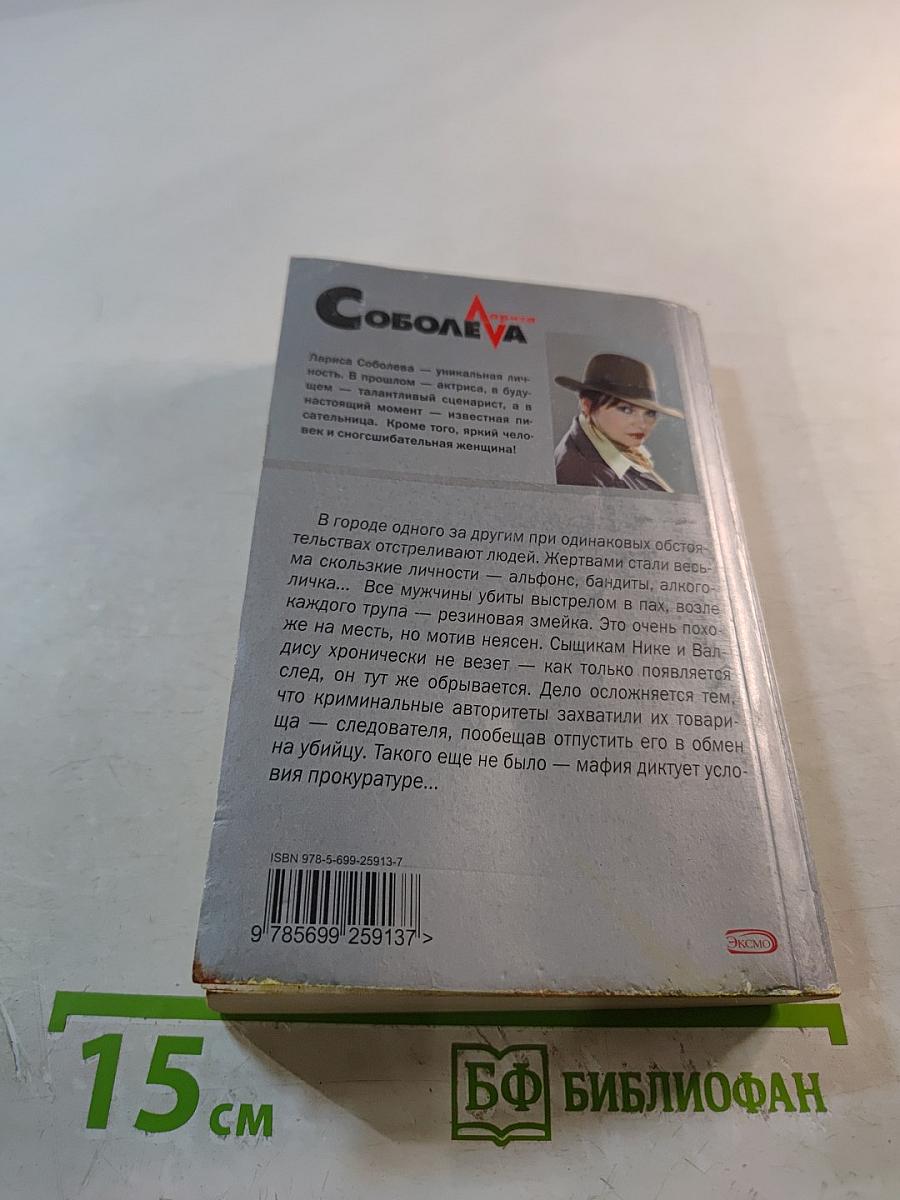 Лариса
СОБОЛЕVА
Лариса Соболева — уникальная лич-
ность. В прошлом — актриса, в буду-
щем — талантливый сценарист, а в
настоящий момент — известная пи-
сательница. Кроме того, яркий чело-
век и сногсшибательная женщина!
В городе одного за другим при одинаковых обстоя-
тельствах отстреливают людей. Жертвами стали весь-
ма скользкие личности — альфонс, бандиты, алкого-
личка... Все мужчины убиты выстрелом в пах, возле
каждого трупа — резиновая змейка. Это очень похо-
же на месть, но мотив неясен. Сыщикам Нике и Вал-
дису хронически не везет — как только появляется
след, он тут же обрывается. Дело осложняется тем,
что криминальные авторитеты захватили их товари-
ща — следователя, пообещав отпустить его в обмен
на убийцу. Такого еще не было — мафия диктует усло-
вия прокуратуре...
ISBN 978-5-699-25913-7
9 785699 259137 >
ЭКСМО
15 см
БФ БИБЛИОФАН